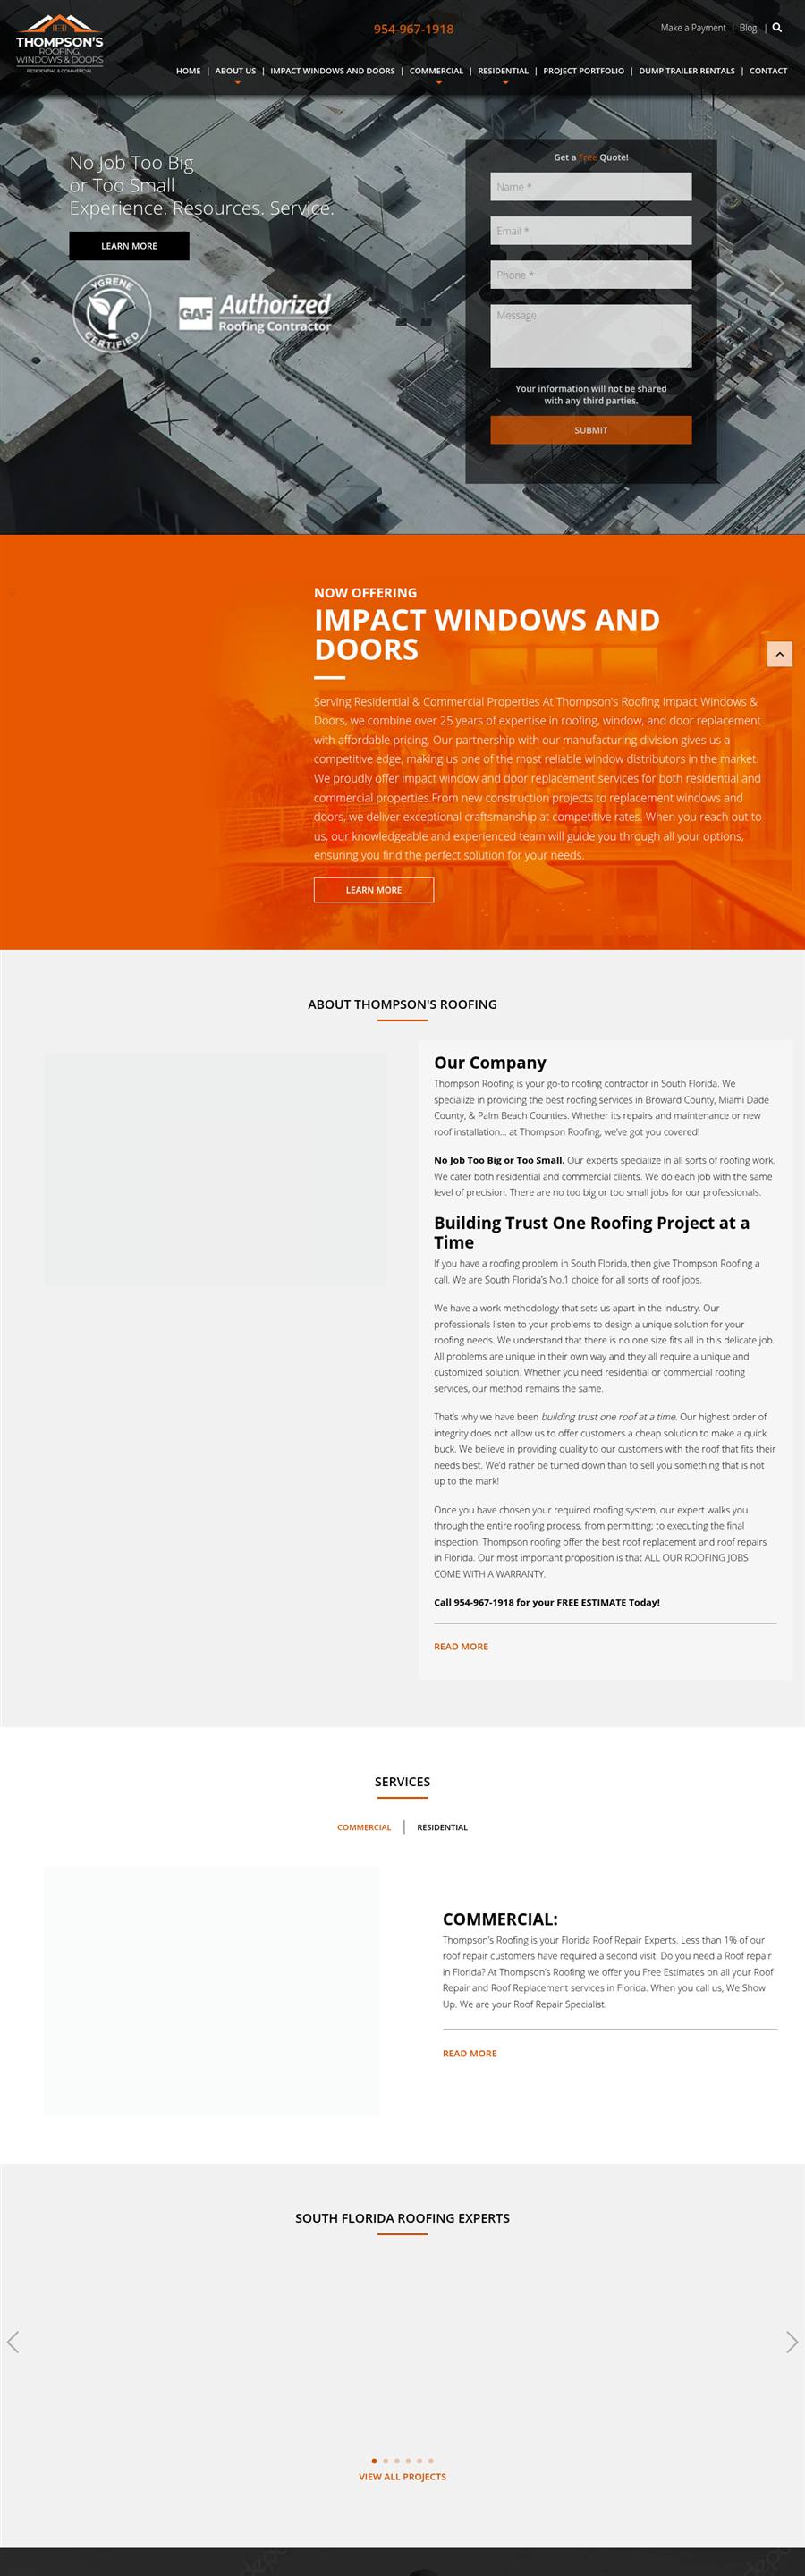 THOMPSON'S
ROOFING
WINDOWS & DOORS
RESIDENTIAL & COMMERCIAL
954-967-1918
Make a Payment | Blog |
HOME | ABOUT US | IMPACT WINDOWS AND DOORS | COMMERCIAL | RESIDENTIAL | PROJECT PORTFOLIO | DUMP TRAILER RENTALS | CONTACT
No Job Too Big
or Too Small
Experience. Resources. Service.
LEARN MORE
YGRENE
CERTIFIED
GAF Authorized
Roofing Contractor
Get a Free Quote!
Name *
Email *
Phone *
Message
Your information will not be shared
with any third parties.
SUBMIT
NOW OFFERING
IMPACT WINDOWS AND
DOORS
Serving Residential & Commercial Properties At Thompson's Roofing Impact Windows &
Doors, we combine over 25 years of expertise in roofing, window, and door replacement
with affordable pricing. Our partnership with our manufacturing division gives us a
competitive edge, making us one of the most reliable window distributors in the market.
We proudly offer impact window and door replacement services for both residential and
commercial properties.From new construction projects to replacement windows and
doors, we deliver exceptional craftsmanship at competitive rates. When you reach out to
us, our knowledgeable and experienced team will guide you through all your options,
ensuring you find the perfect solution for your needs.
LEARN MORE
ABOUT THOMPSON'S ROOFING
Our Company
Thompson Roofing is your go-to roofing contractor in South Florida. We
specialize in providing the best roofing services in Broward County, Miami Dade
County, & Palm Beach Counties. Whether its repairs and maintenance or new
roof installation... at Thompson Roofing, we've got you covered!
No Job Too Big or Too Small. Our experts specialize in all sorts of roofing work.
We cater both residential and commercial clients. We do each job with the same
level of precision. There are no too big or too small jobs for our professionals.
Building Trust One Roofing Project at a
Time
If you have a roofing problem in South Florida, then give Thompson Roofing a
call. We are South Florida's No.1 choice for all sorts of roof jobs.
We have a work methodology that sets us apart in the industry. Our
professionals listen to your problems to design a unique solution for your
roofing needs. We understand that there is no one size fits all in this delicate job.
All problems are unique in their own way and they all require a unique and
customized solution. Whether you need residential or commercial roofing
services, our method remains the same.
That's why we have been building trust one roof at a time. Our highest order of
integrity does not allow us to offer customers a cheap solution to make a quick
buck. We believe in providing quality to our customers with the roof that fits their
needs best. We'd rather be turned down than to sell you something that is not
up to the mark!
Once you have chosen your required roofing system, our expert walks you
through the entire roofing process, from permitting; to executing the final
inspection. Thompson roofing offer the best roof replacement and roof repairs
in Florida. Our most important proposition is that ALL OUR ROOFING JOBS
COME WITH A WARRANTY.
Call 954-967-1918 for your FREE ESTIMATE Today!
READ MORE
SERVICES
COMMERCIAL | RESIDENTIAL
COMMERCIAL:
Thompson's Roofing is your Florida Roof Repair Experts. Less than 1% of our
roof repair customers have required a second visit. Do you need a Roof repair
in Florida? At Thompson's Roofing we offer you Free Estimates on all your Roof
Repair and Roof Replacement services in Florida. When you call us, We Show
Up. We are your Roof Repair Specialist.
READ MORE
SOUTH FLORIDA ROOFING EXPERTS
VIEW ALL PROJECTS